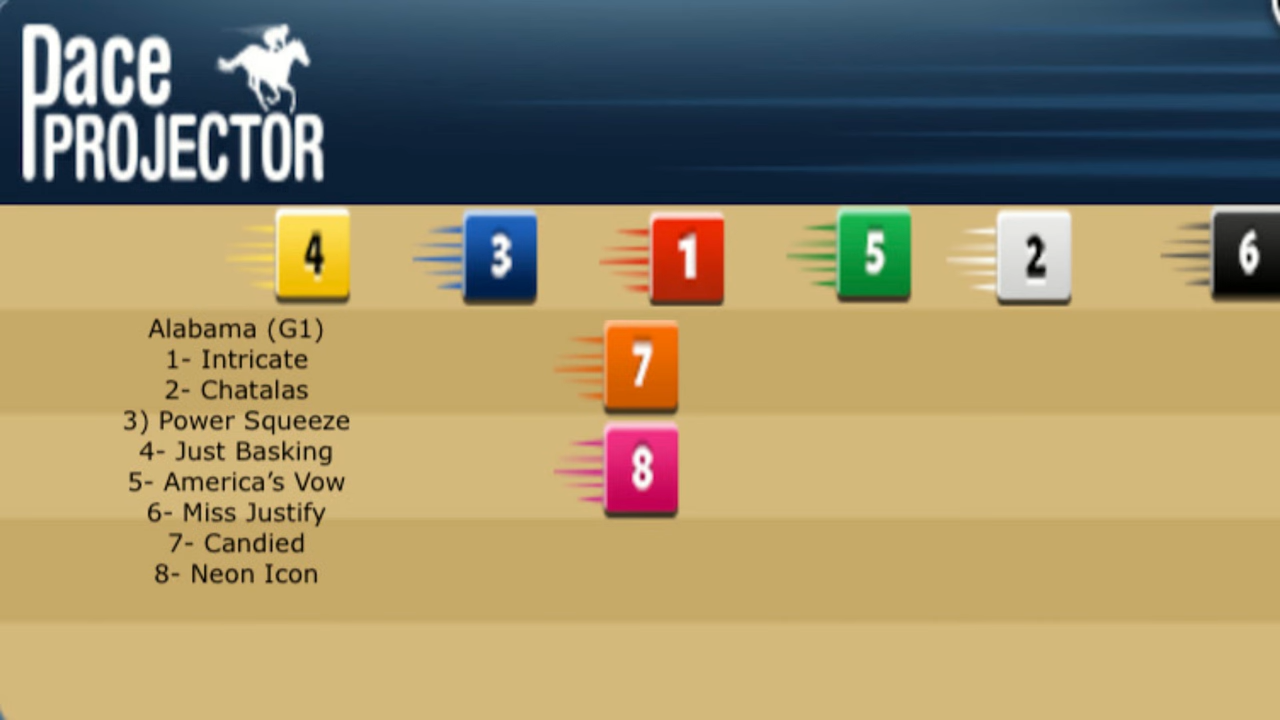 Pace
PROJECTOR
4 3 1 5 2 6
Alabama (G1)
1- Intricate
2- Chatalas
3) Power Squeeze
4- Just Basking
5- America’s Vow
6- Miss Justify
7- Candied
8- Neon Icon
7
8